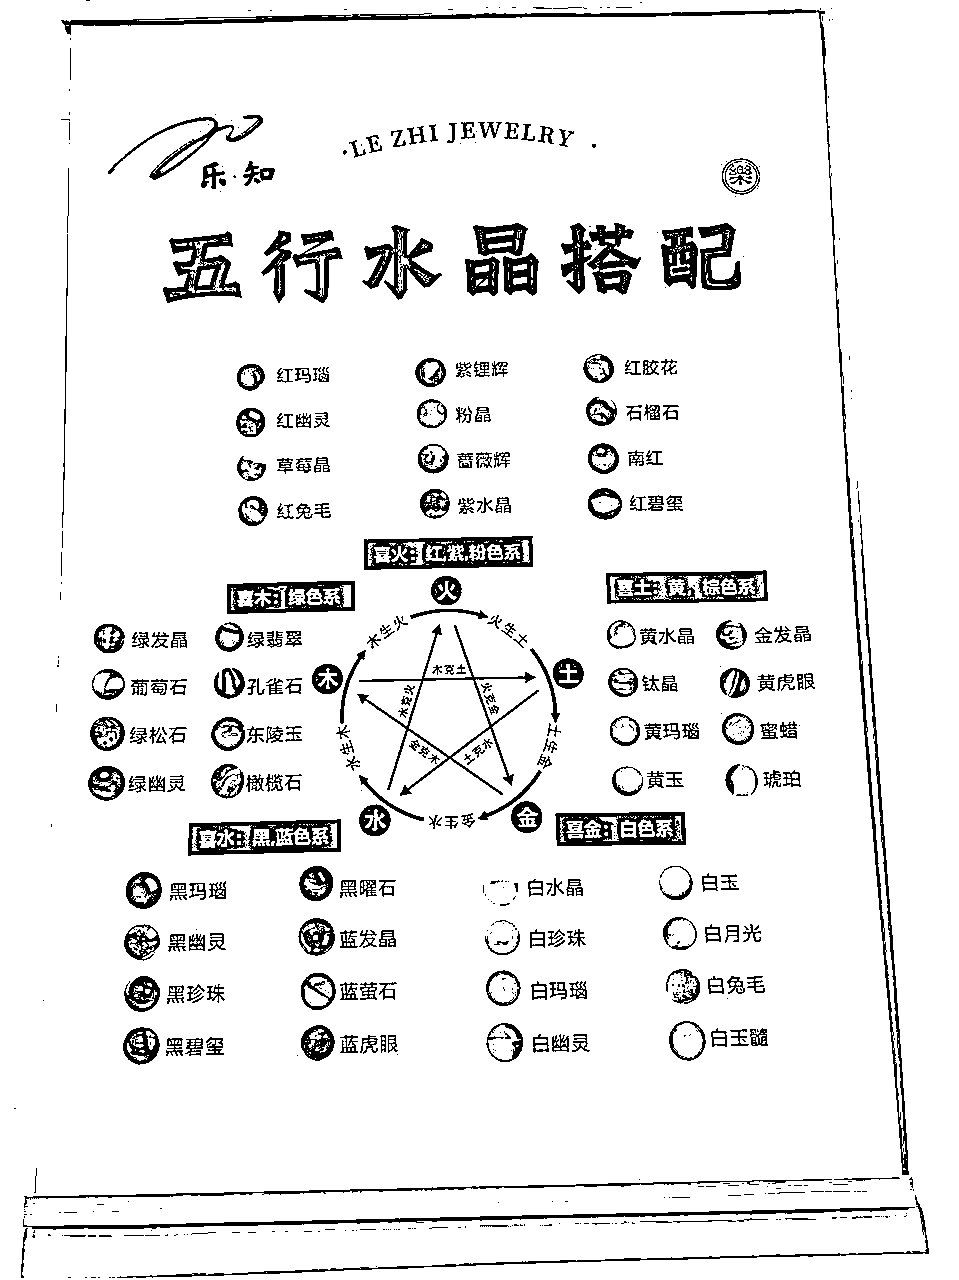 ·LE ZHI JEWELRY·
乐·知
樂
五行水晶搭配
红玛瑙 紫锂辉 红胶花
红幽灵 粉晶 石榴石
草莓晶 蔷薇辉 南红
红兔毛 紫水晶 红碧玺
喜火:红,紫,粉色系
喜木:绿色系
喜土:黄,棕色系
火
木生火
火生土
绿发晶 绿翡翠
葡萄石 孔雀石
绿松石 东陵玉
绿幽灵 橄榄石
木
木克土
土
水克火
火克金
金克木
土克水
水生木
土生金
黄水晶 金发晶
钛晶 黄虎眼
黄玛瑙 蜜蜡
黄玉 琥珀
水
金生水
金
喜水:黑,蓝色系
喜金:白色系
黑玛瑙 黑曜石 白水晶 白玉
黑幽灵 蓝发晶 白珍珠 白月光
黑珍珠 蓝萤石 白玛瑙 白兔毛
黑碧玺 蓝虎眼 白幽灵 白玉髓